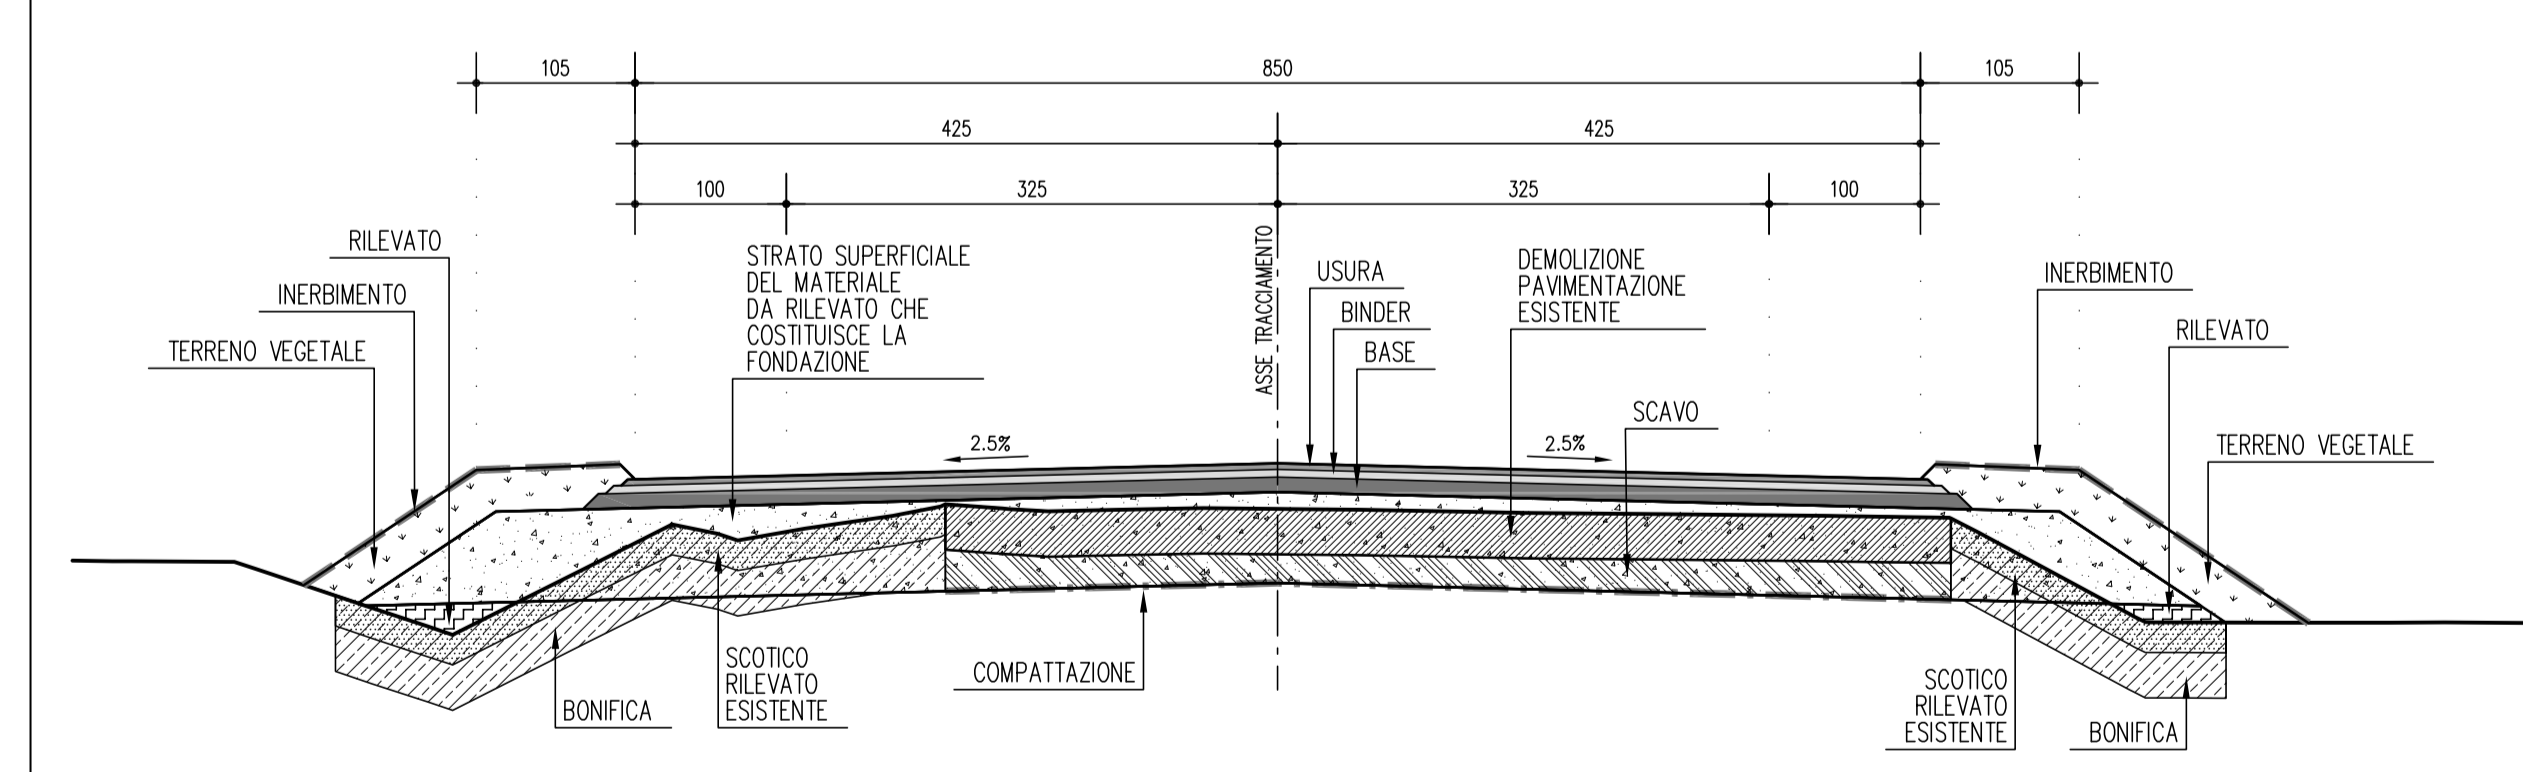 105
850
105
425
425
100
325
325
100
RILEVATO
INERBIMENTO
TERRENO VEGETALE
STRATO SUPERFICIALE
DEL MATERIALE
DA RILEVATO CHE
COSTITUISCE LA
FONDAZIONE
ASSE TRACCIAMENTO
USURA
BINDER
BASE
DEMOLIZIONE
PAVIMENTAZIONE
ESISTENTE
SCAVO
INERBIMENTO
RILEVATO
TERRENO VEGETALE
2.5%
2.5%
BONIFICA
SCOTICO
RILEVATO
ESISTENTE
COMPATTAZIONE
SCOTICO
RILEVATO
ESISTENTE
BONIFICA